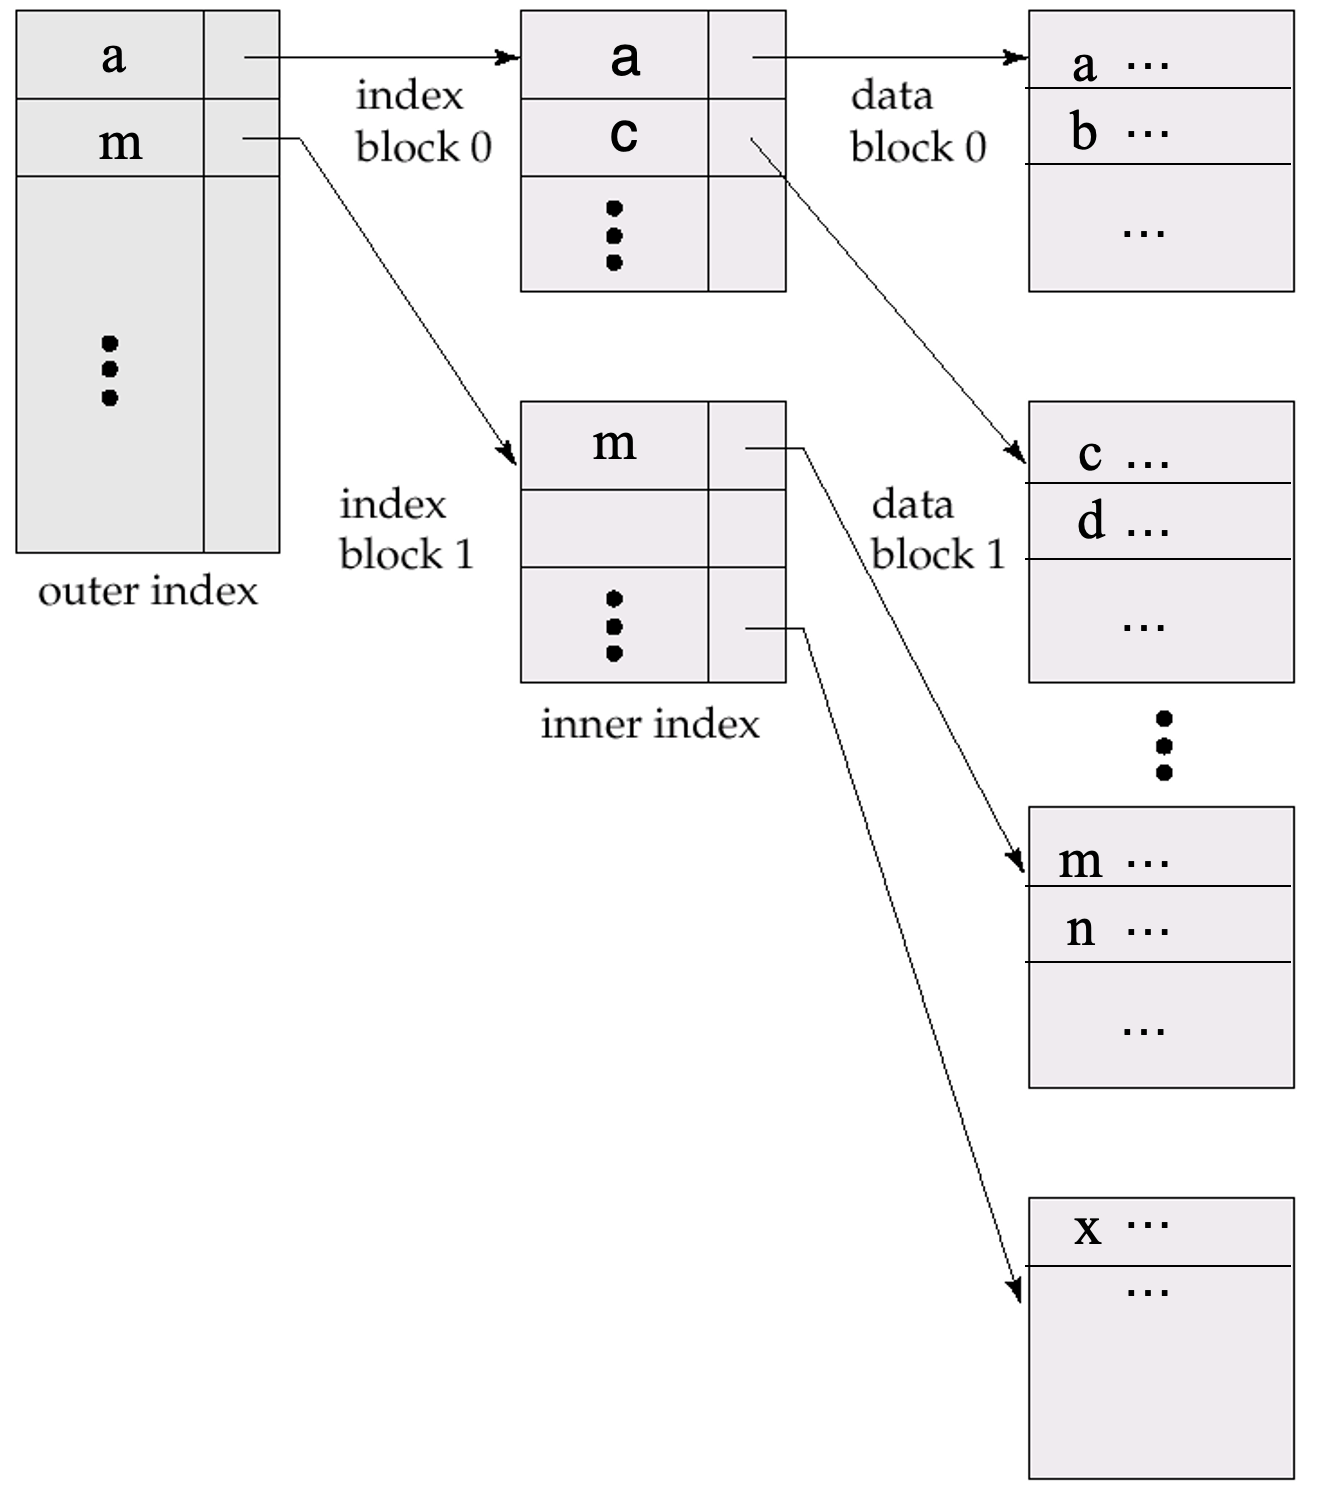 a
m
outer index
index
block 0
index
block 1
a
c
m
inner index
data
block 0
data
block 1
a ...
b ...
...
c ...
d ...
...
m ...
n ...
...
x ...
...